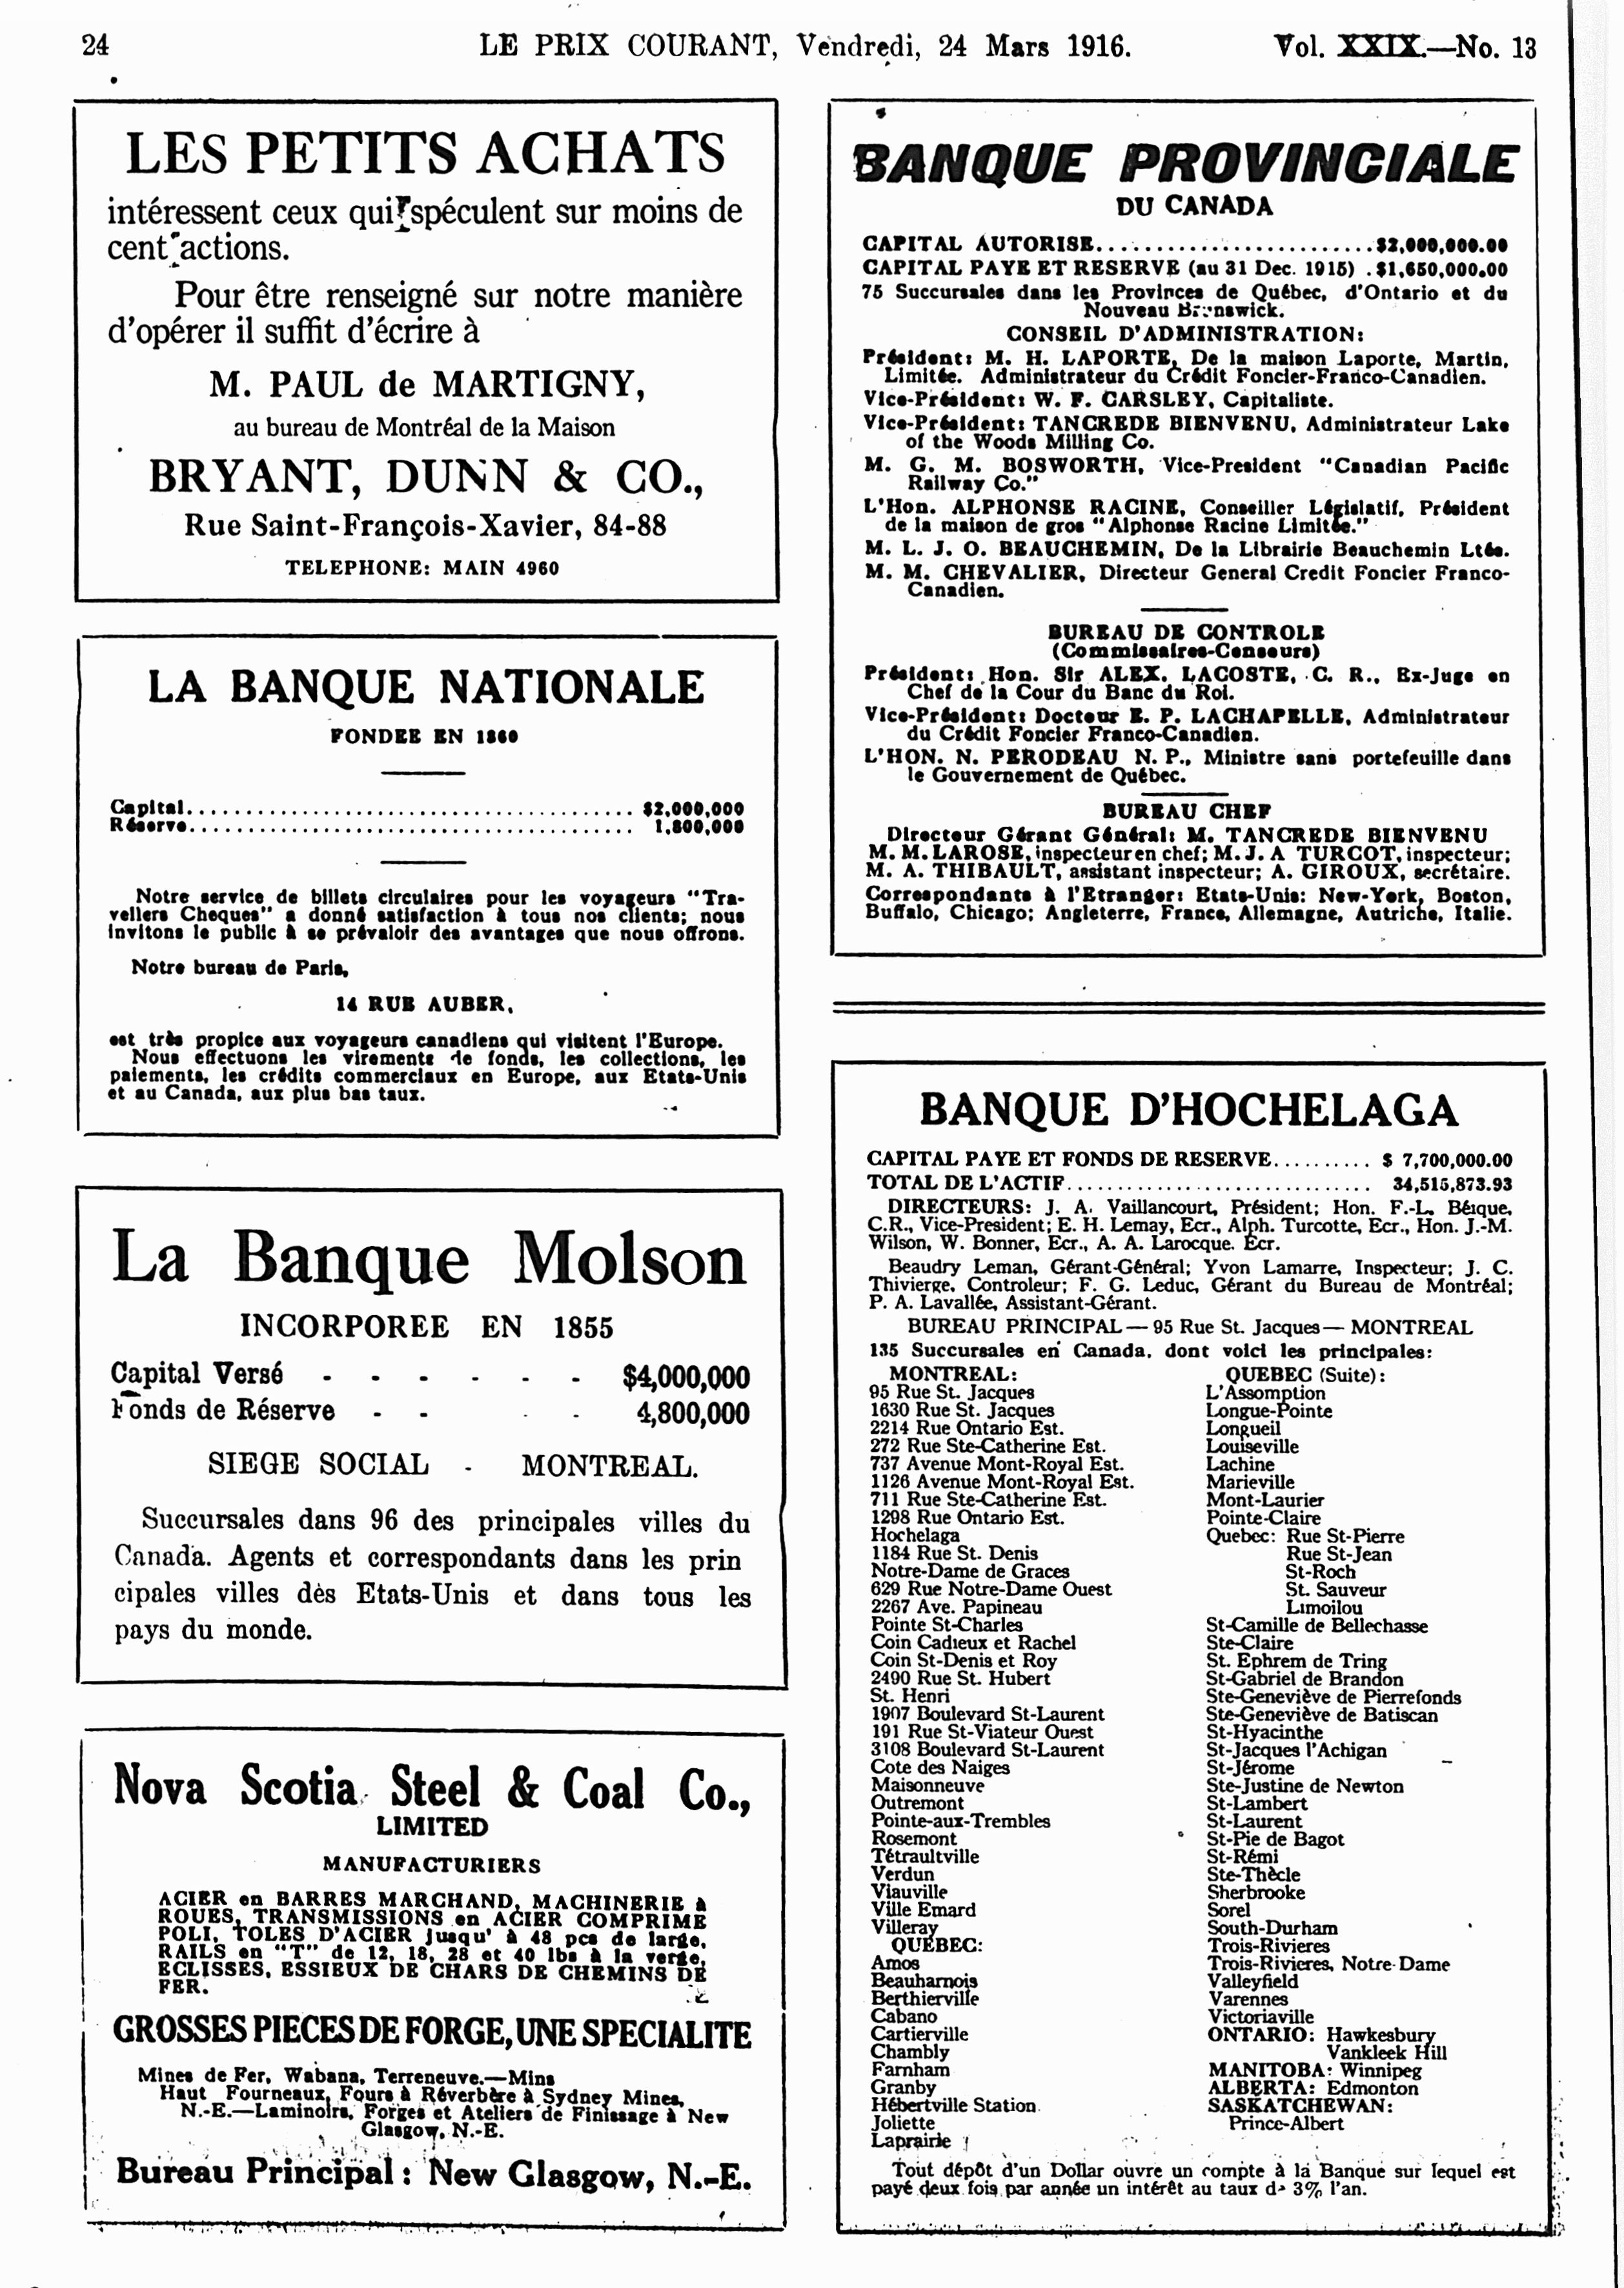 24
LE PRIX COURANT, Vendredi, 24 Mars 1916.
Vol. XXIX.—No. 13
LES PETITS ACHATS
intéressent ceux qui spéculent sur moins de
cent actions.
Pour être renseigné sur notre manière
d'opérer il suffit d'écrire à
M. PAUL de MARTIGNY,
au bureau de Montréal de la Maison
BRYANT, DUNN & CO.,
Rue Saint-François-Xavier, 84-88
TELEPHONE: MAIN 4960
LA BANQUE NATIONALE
FONDEE EN 1860
Capital.......................................... $2,000,000
Réserve.......................................... 1,800,000
Notre service de billets circulaires pour les voyageurs "Tra-
vellers Cheques" a donné satisfaction à tous nos clients; nous
invitons le public à se prévaloir des avantages que nous offrons.
Notre bureau de Paris,
14 RUE AUBER,
est très propice aux voyageurs canadiens qui visitent l'Europe.
Nous effectuons les virements de fonds, les collections, les
paiements, les crédits commerciaux en Europe, aux Etats-Unis
et au Canada, aux plus bas taux.
La Banque Molson
INCORPOREE EN 1855
Capital Versé - - - - - - $4,000,000
Fonds de Réserve - - - - 4,800,000
SIEGE SOCIAL - MONTREAL.
Succursales dans 96 des principales villes du
Canada. Agents et correspondants dans les prin
cipales villes dès Etats-Unis et dans tous les
pays du monde.
Nova Scotia Steel & Coal Co.,
LIMITED
MANUFACTURIERS
ACIER en BARRES MARCHAND, MACHINERIE à
ROUES, TRANSMISSIONS en ACIER COMPRIME
POLI, TOLES D'ACIER jusqu' à 48 pcs de large,
RAILS en "T" de 12, 18, 28 et 40 lbs à la verge,
ECLISSES, ESSIEUX DE CHARS DE CHEMINS DE
FER.
GROSSES PIECES DE FORGE, UNE SPECIALITE
Mines de Fer, Wabana, Terreneuve.—Mins
Haut Fourneaux, Fours à Réverbère à Sydney Mines,
N.-E.—Laminoirs, Forges et Ateliers de Finissage à New
Glasgow, N.-E.
Bureau Principal: New Glasgow, N.-E.
BANQUE PROVINCIALE
DU CANADA
CAPITAL AUTORISE..........................$2,000,000.00
CAPITAL PAYE ET RESERVE (au 31 Dec. 1915) .$1,650,000.00
75 Succursales dans les Provinces de Québec, d'Ontario et du
Nouveau Brunswick.
CONSEIL D'ADMINISTRATION:
Président: M. H. LAPORTE, De la maison Laporte, Martin,
Limitée. Administrateur du Crédit Foncier-Franco-Canadien.
Vice-Président: W. F. CARSLEY, Capitaliste.
Vice-Président: TANCREDE BIENVENU, Administrateur Lake
of the Woods Milling Co.
M. G. M. BOSWORTH, Vice-President "Canadian Pacific
Railway Co."
L'Hon. ALPHONSE RACINE, Conseiller Législatif, Président
de la maison de gros "Alphonse Racine Limitée."
M. L. J. O. BEAUCHEMIN, De la Librairie Beauchemin Ltée.
M. M. CHEVALIER, Directeur General Credit Foncier Franco-
Canadien.
BUREAU DE CONTROLE
(Commissaires-Censeurs)
Président: Hon. Sir ALEX. LACOSTE, C. R., Ex-Juge en
Chef de la Cour du Banc du Roi.
Vice-Président: Docteur E. P. LACHAPELLE, Administrateur
du Crédit Foncier Franco-Canadien.
L'HON. N. PERODEAU N. P., Ministre sans portefeuille dans
le Gouvernement de Québec.
BUREAU CHEF
Directeur Gérant Général: M. TANCREDE BIENVENU
M. M. LAROSE, inspecteur en chef; M. J. A TURCOT, inspecteur;
M. A. THIBAULT, assistant inspecteur; A. GIROUX, secrétaire.
Correspondants à l'Etranger: Etats-Unis: New-York, Boston,
Buffalo, Chicago; Angleterre, France, Allemagne, Autriche, Italie.
BANQUE D'HOCHELAGA
CAPITAL PAYE ET FONDS DE RESERVE.......... $ 7,700,000.00
TOTAL DE L'ACTIF............................... 34,515,873.93
DIRECTEURS: J. A. Vaillancourt, Président; Hon. F.-L. Béique,
C.R., Vice-President; E. H. Lemay, Ecr., Alph. Turcotte, Ecr., Hon. J.-M.
Wilson, W. Bonner, Ecr., A. A. Larocque. Ecr.
Beaudry Leman, Gérant-Général; Yvon Lamarre, Inspecteur; J. C.
Thivierge, Controleur; F. G. Leduc, Gérant du Bureau de Montréal;
P. A. Lavallée, Assistant-Gérant.
BUREAU PRINCIPAL — 95 Rue St. Jacques — MONTREAL
135 Succursales en Canada, dont voici les principales:
MONTREAL:
95 Rue St. Jacques
1630 Rue St. Jacques
2214 Rue Ontario Est.
272 Rue Ste-Catherine Est.
737 Avenue Mont-Royal Est.
1126 Avenue Mont-Royal Est.
711 Rue Ste-Catherine Est.
1298 Rue Ontario Est.
Hochelaga
1184 Rue St. Denis
Notre-Dame de Graces
629 Rue Notre-Dame Ouest
2267 Ave. Papineau
Pointe St-Charles
Coin Cadieux et Rachel
Coin St-Denis et Roy
2490 Rue St. Hubert
St. Henri
1907 Boulevard St-Laurent
191 Rue St-Viateur Ouest
3108 Boulevard St-Laurent
Cote des Naiges
Maisonneuve
Outremont
Pointe-aux-Trembles
Rosemont
Tétraultville
Verdun
Viauville
Ville Emard
Villeray
QUEBEC:
Amos
Beauharnois
Berthierville
Cabano
Cartierville
Chambly
Farnham
Granby
Hébertville Station
Joliette
Laprairie
QUEBEC (Suite):
L'Assomption
Longue-Pointe
Longueil
Louiseville
Lachine
Marieville
Mont-Laurier
Pointe-Claire
Quebec: Rue St-Pierre
Rue St-Jean
St-Roch
St. Sauveur
Limoilou
St-Camille de Bellechasse
Ste-Claire
St. Ephrem de Tring
St-Gabriel de Brandon
Ste-Geneviève de Pierrefonds
Ste-Geneviève de Batiscan
St-Hyacinthe
St-Jacques l'Achigan
St-Jérome
Ste-Justine de Newton
St-Lambert
St-Laurent
St-Pie de Bagot
St-Rémi
Ste-Thècle
Sherbrooke
Sorel
South-Durham
Trois-Rivieres
Trois-Rivieres, Notre-Dame
Valleyfield
Varennes
Victoriaville
ONTARIO: Hawkesbury
Vankleek Hill
MANITOBA: Winnipeg
ALBERTA: Edmonton
SASKATCHEWAN:
Prince-Albert
Tout dépôt d'un Dollar ouvre un compte à la Banque sur lequel est
payé deux fois par année un intérêt au taux de 3% l'an.